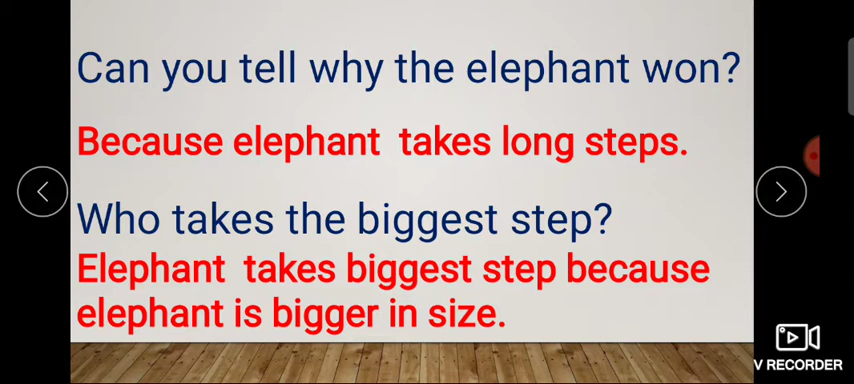 Can you tell why the elephant won?
Because elephant takes long steps.
Who takes the biggest step?
Elephant takes biggest step because
elephant is bigger in size.
V RECORDER